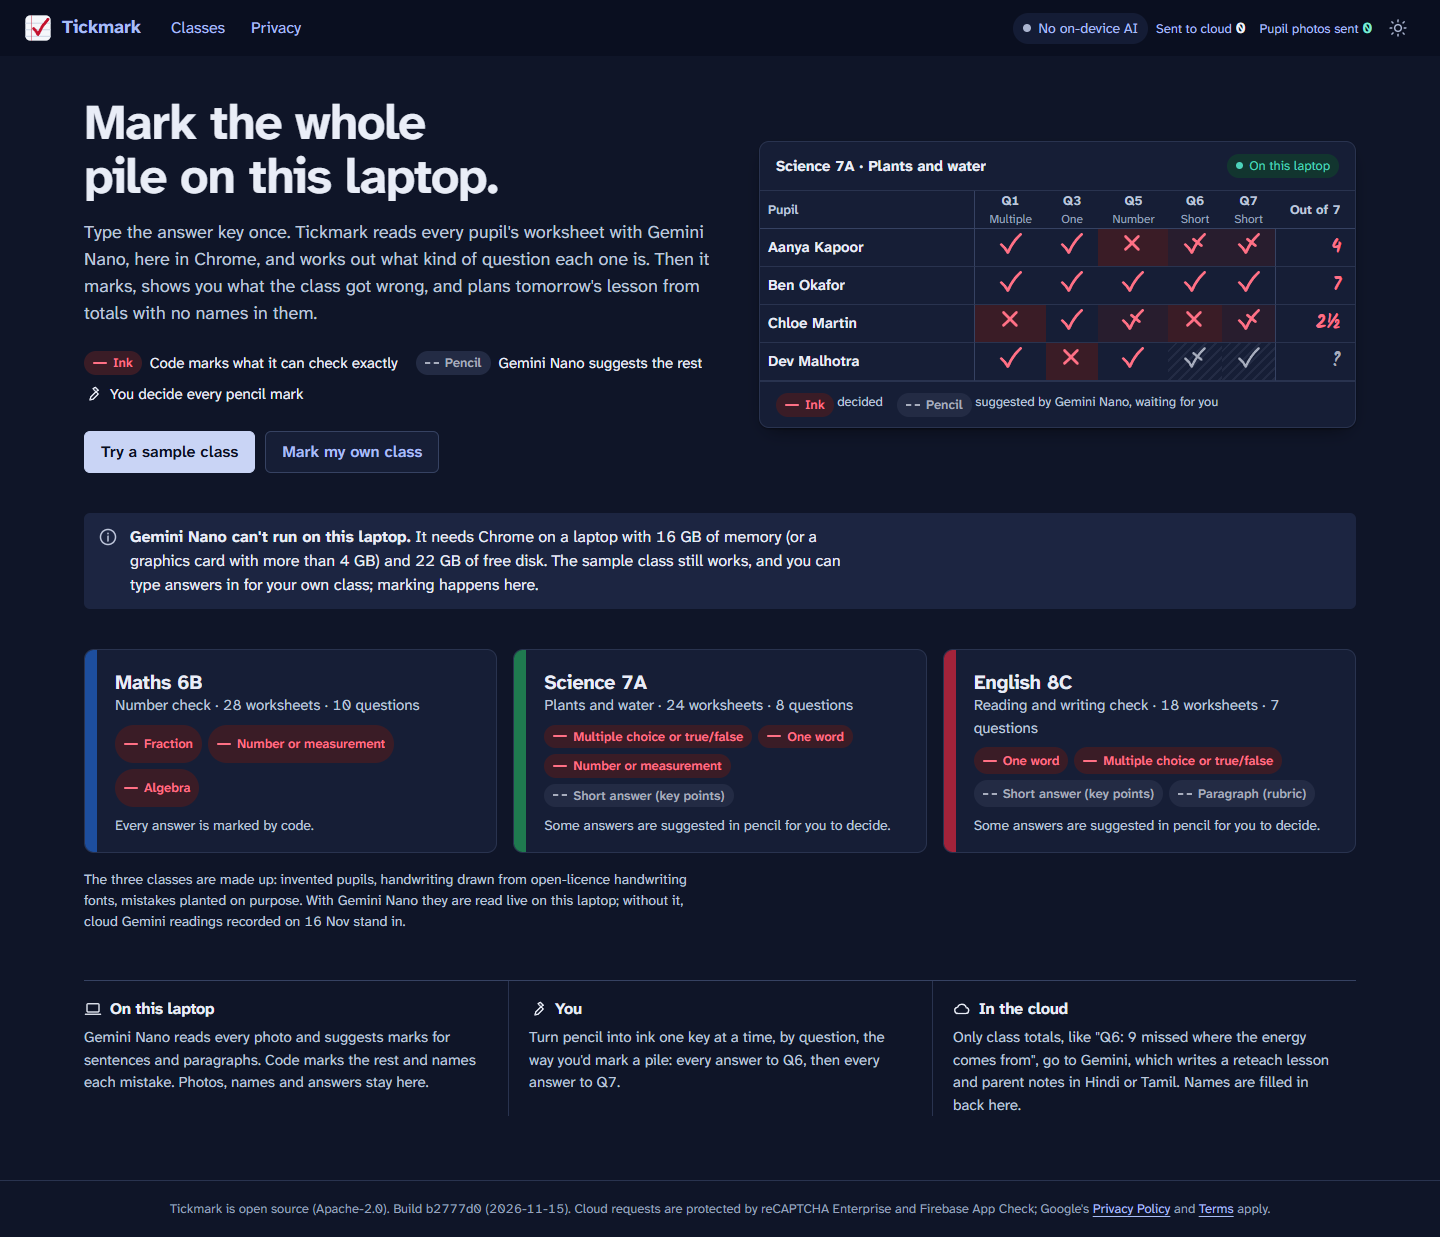 Tickmark
Classes
Privacy
No on-device AI
Sent to cloud 0
Pupil photos sent 0
Mark the whole
pile on this laptop.
Type the answer key once. Tickmark reads every pupil's worksheet with Gemini
Nano, here in Chrome, and works out what kind of question each one is. Then it
marks, shows you what the class got wrong, and plans tomorrow's lesson from
totals with no names in them.
Ink Code marks what it can check exactly
Pencil Gemini Nano suggests the rest
You decide every pencil mark
Try a sample class
Mark my own class
Science 7A · Plants and water
On this laptop
Pupil Q1 Multiple Q3 One Q5 Number Q6 Short Q7 Short Out of 7
Aanya Kapoor 4
Ben Okafor 7
Chloe Martin 2½
Dev Malhotra ?
Ink decided Pencil suggested by Gemini Nano, waiting for you
Gemini Nano can't run on this laptop. It needs Chrome on a laptop with 16 GB of memory (or a
graphics card with more than 4 GB) and 22 GB of free disk. The sample class still works, and you can
type answers in for your own class; marking happens here.
Maths 6B
Number check · 28 worksheets · 10 questions
Fraction
Number or measurement
Algebra
Every answer is marked by code.
Science 7A
Plants and water · 24 worksheets · 8 questions
Multiple choice or true/false
One word
Number or measurement
Short answer (key points)
Some answers are suggested in pencil for you to decide.
English 8C
Reading and writing check · 18 worksheets · 7
questions
One word
Multiple choice or true/false
Short answer (key points)
Paragraph (rubric)
Some answers are suggested in pencil for you to decide.
The three classes are made up: invented pupils, handwriting drawn from open-licence handwriting
fonts, mistakes planted on purpose. With Gemini Nano they are read live on this laptop; without it,
cloud Gemini readings recorded on 16 Nov stand in.
On this laptop
Gemini Nano reads every photo and suggests marks for
sentences and paragraphs. Code marks the rest and names
each mistake. Photos, names and answers stay here.
You
Turn pencil into ink one key at a time, by question, the
way you'd mark a pile: every answer to Q6, then every
answer to Q7.
In the cloud
Only class totals, like "Q6: 9 missed where the energy
comes from", go to Gemini, which writes a reteach lesson
and parent notes in Hindi or Tamil. Names are filled in
back here.
Tickmark is open source (Apache-2.0). Build b2777d0 (2026-11-15). Cloud requests are protected by reCAPTCHA Enterprise and Firebase App Check; Google's Privacy Policy and Terms apply.